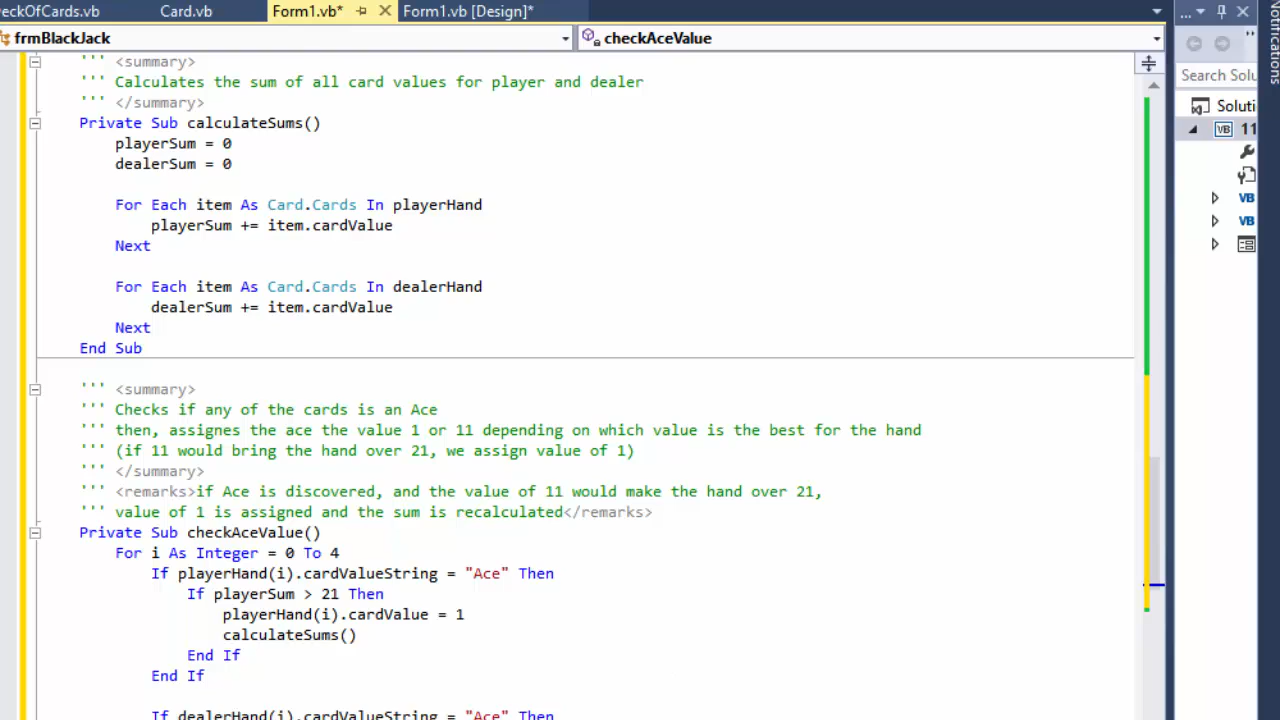 eckOfCards.vb Card.vb Form1.vb* Form1.vb [Design]*
frmBlackJack checkAceValue
''' <summary>
''' Calculates the sum of all card values for player and dealer
''' </summary>
Private Sub calculateSums()
playerSum = 0
dealerSum = 0
For Each item As Card.Cards In playerHand
playerSum += item.cardValue
Next
For Each item As Card.Cards In dealerHand
dealerSum += item.cardValue
Next
End Sub
''' <summary>
''' Checks if any of the cards is an Ace
''' then, assignes the ace the value 1 or 11 depending on which value is the best for the hand
''' (if 11 would bring the hand over 21, we assign value of 1)
''' </summary>
''' <remarks>if Ace is discovered, and the value of 11 would make the hand over 21,
''' value of 1 is assigned and the sum is recalculated</remarks>
Private Sub checkAceValue()
For i As Integer = 0 To 4
If playerHand(i).cardValueString = "Ace" Then
If playerSum > 21 Then
playerHand(i).cardValue = 1
calculateSums()
End If
End If
If dealerHand(i).cardValueString = "Ace" Then
...
Search Solu
Soluti
VB 11
VB
VB
Notifications